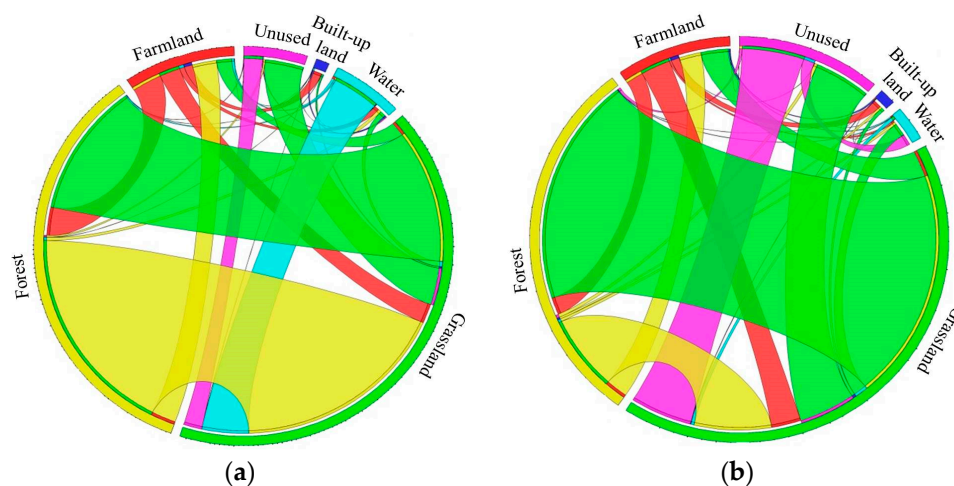 Farmland
Unused
Built-up
land
Water
Forest
Grassland
(a)
Farmland
Unused
Built-up
land
Water
Forest
Grassland
(b)